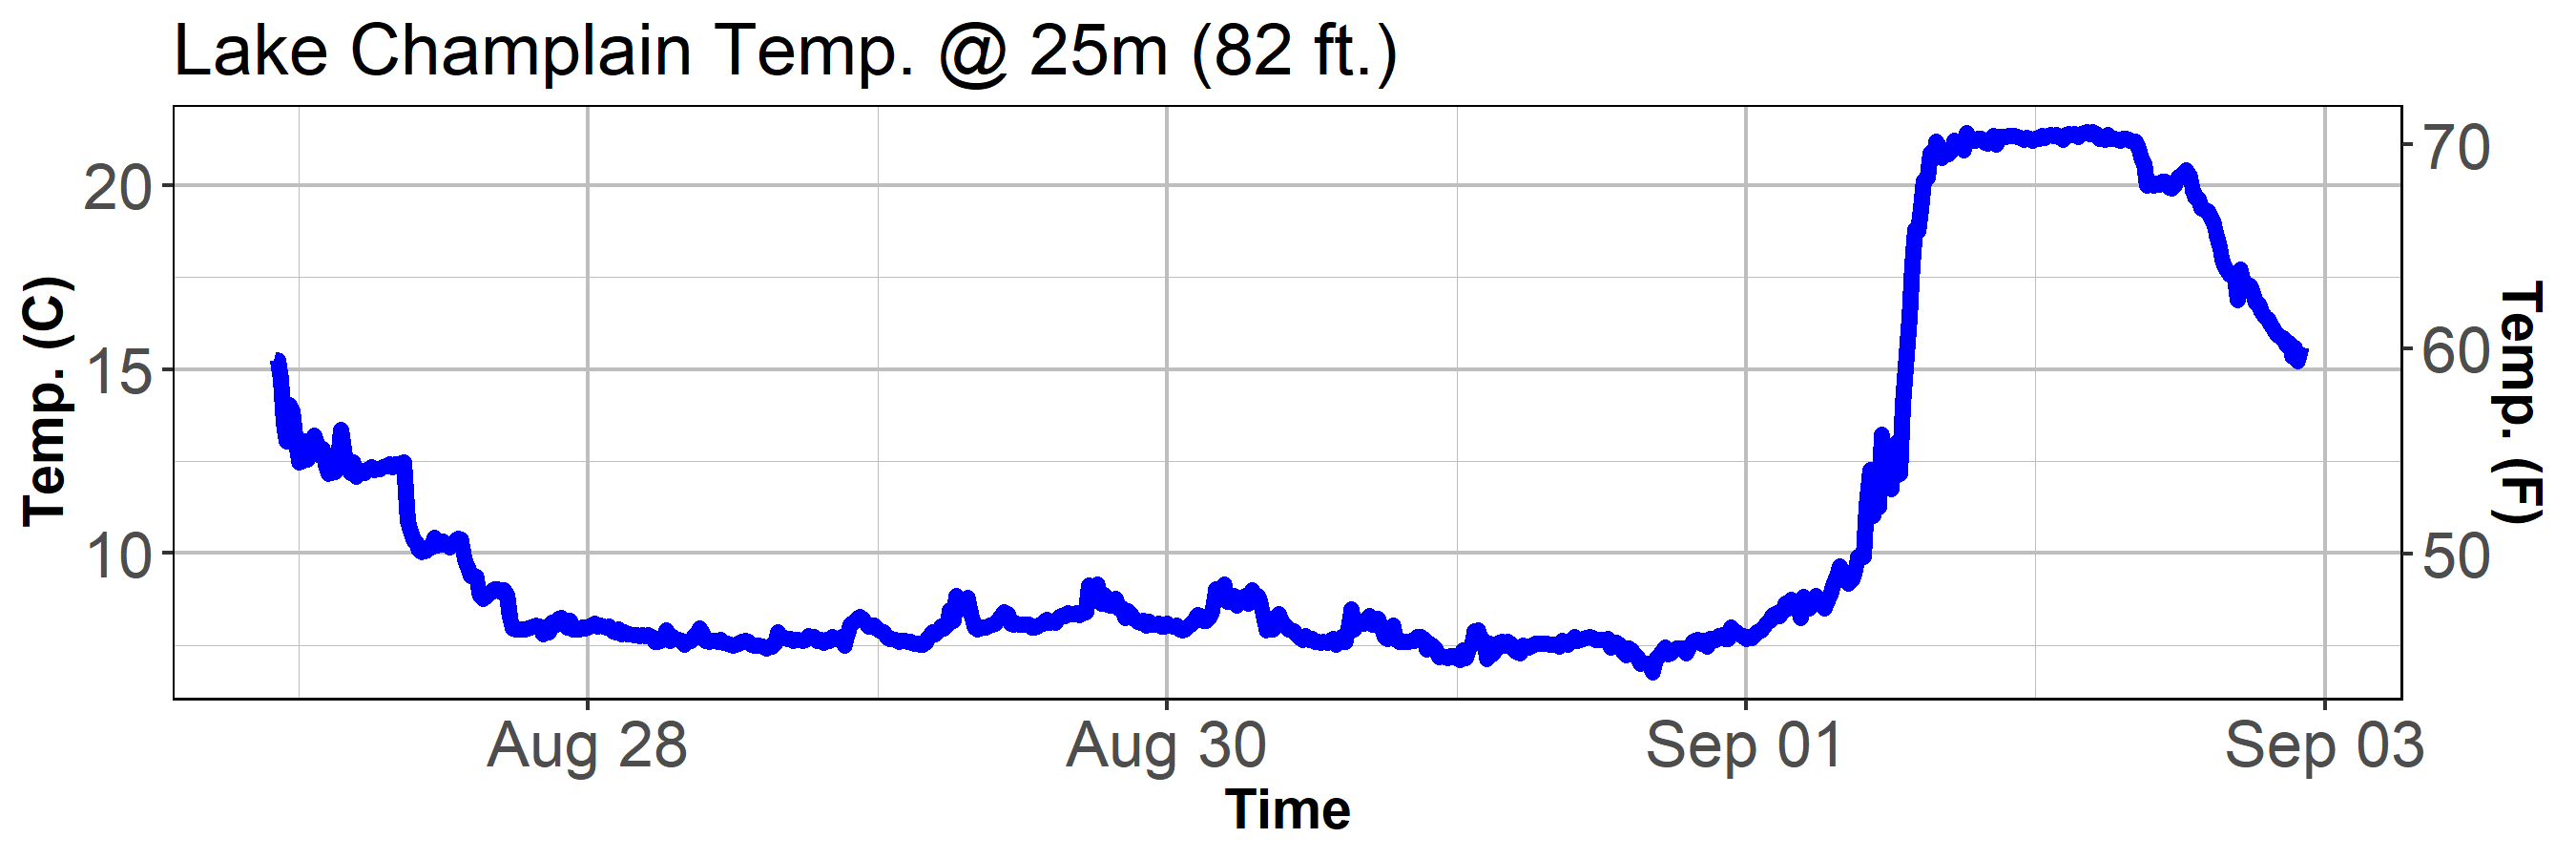 Lake Champlain Temp. @ 25m (82 ft.)
Temp. (C)
20
15
10
70
60
50
Temp. (F)
Aug 28 Aug 30 Sep 01 Sep 03
Time